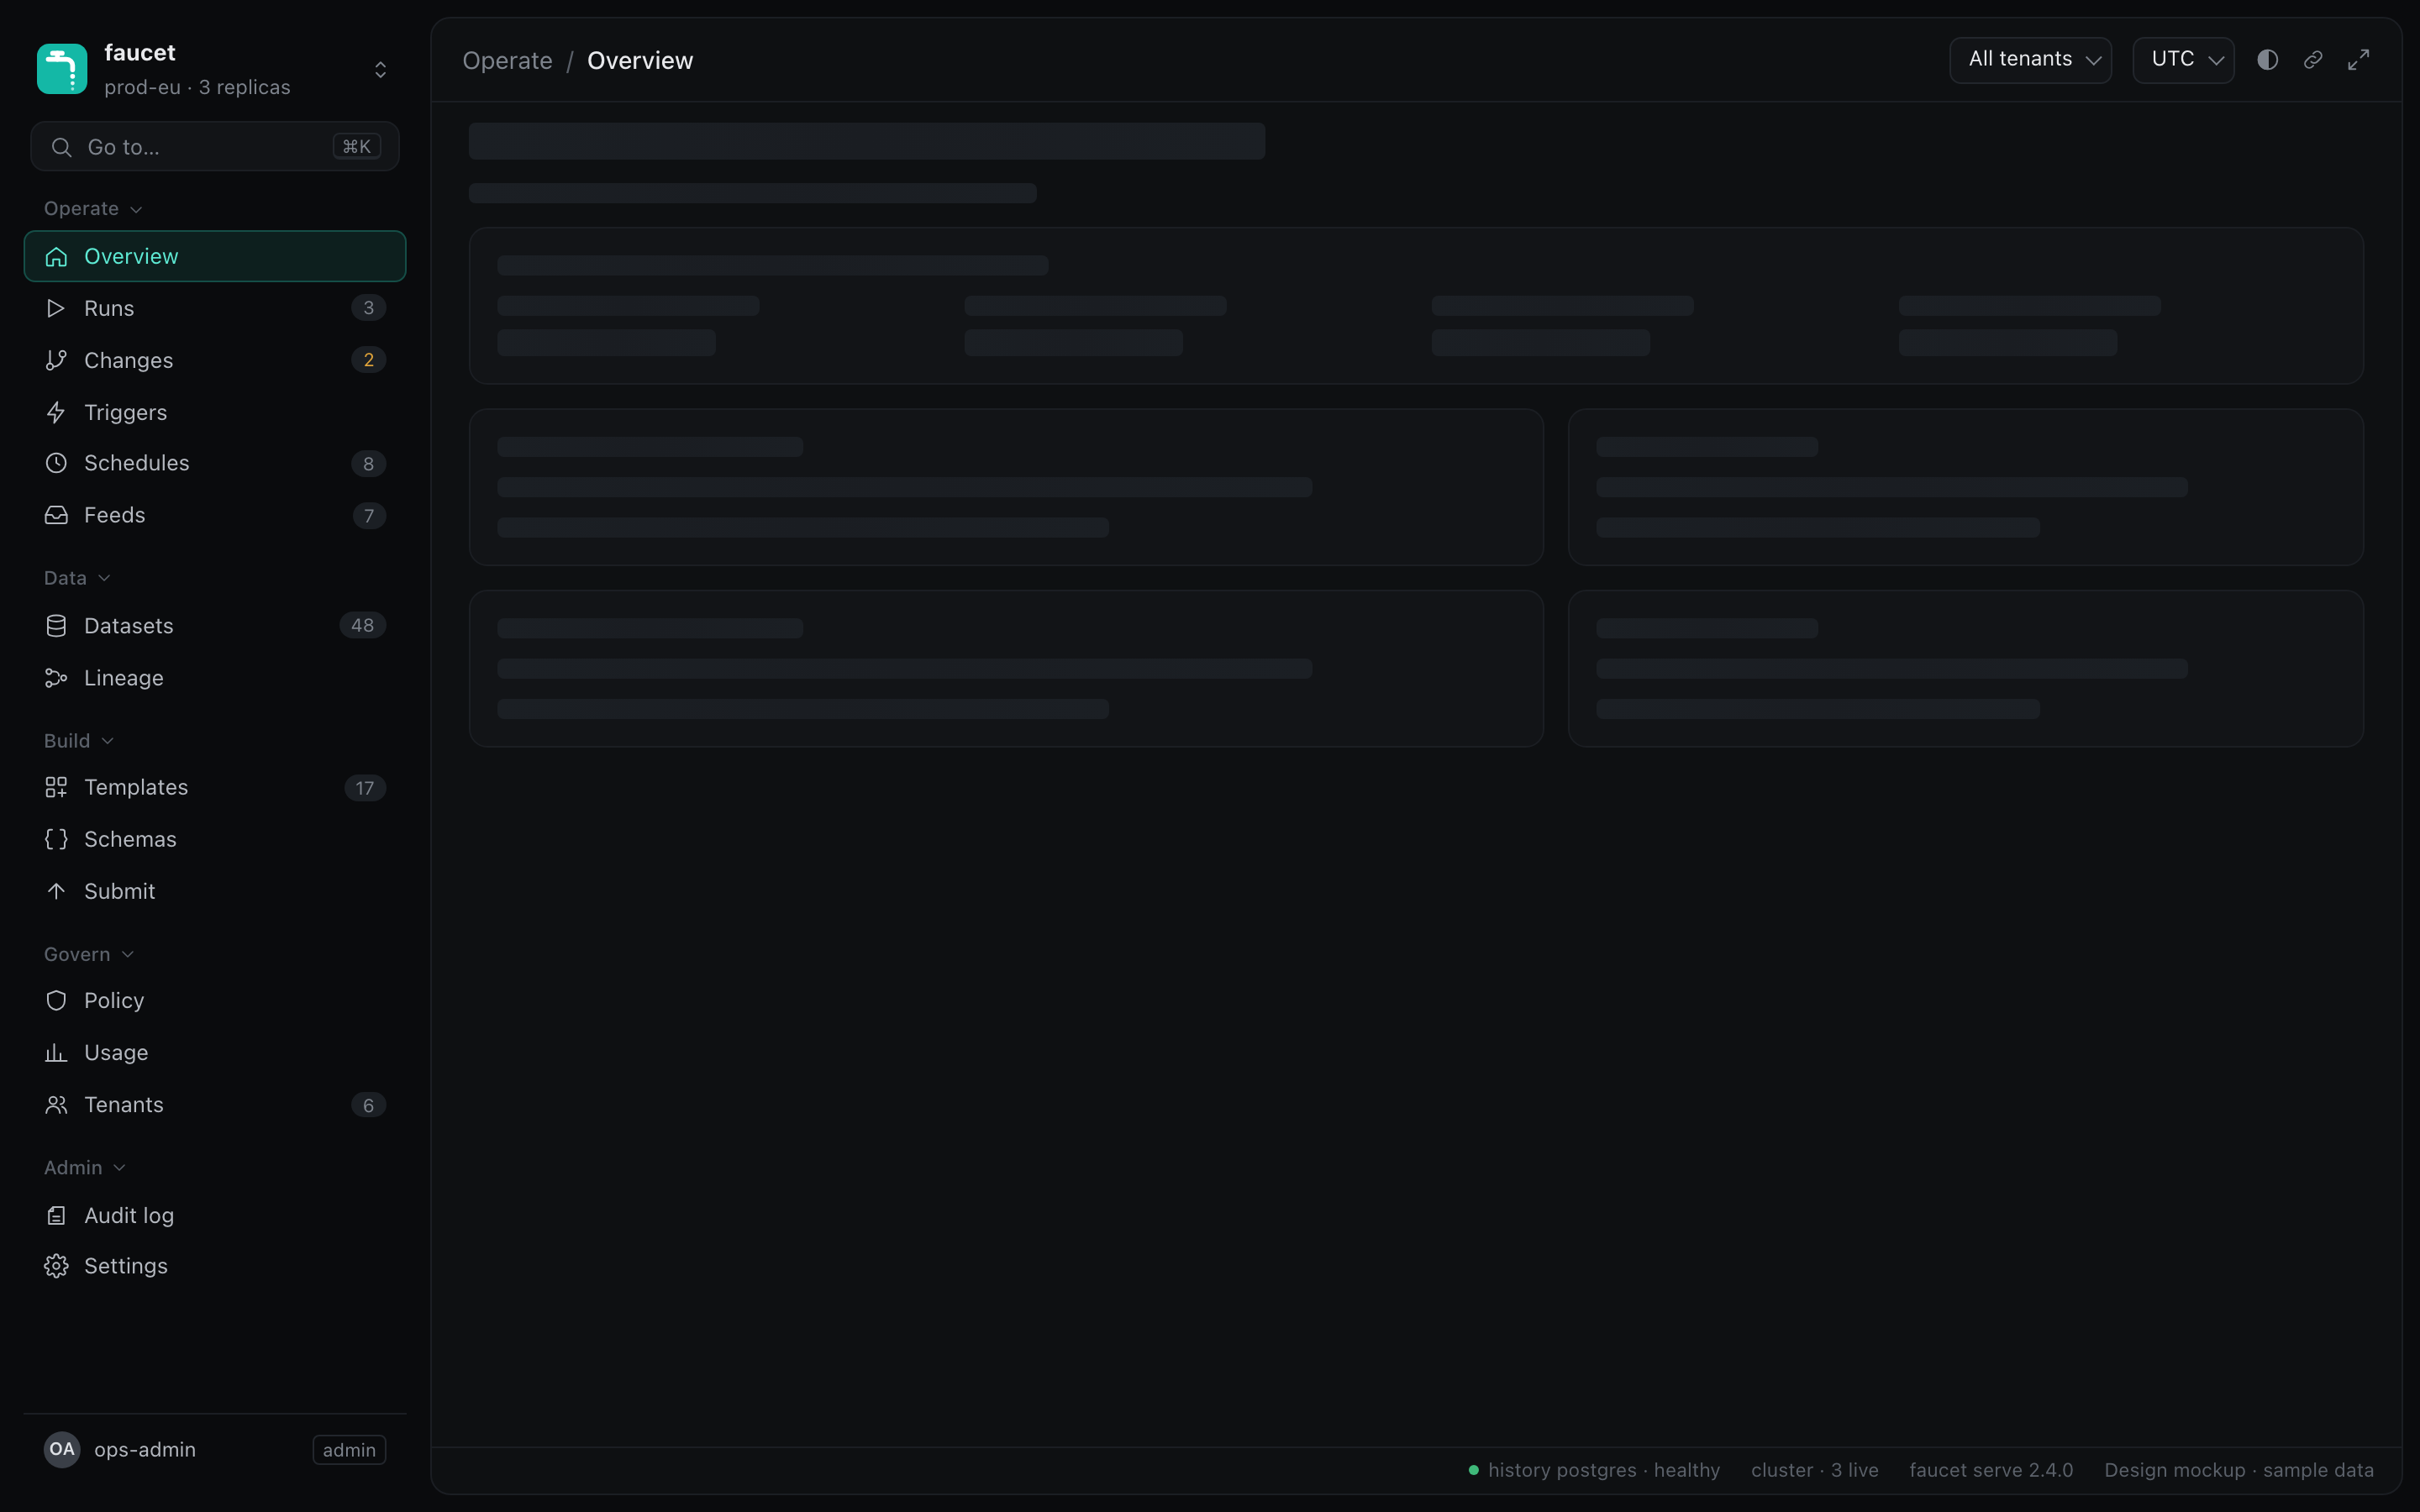 faucet
prod-eu · 3 replicas
Go to...
⌘K
Operate
Overview
Runs 3
Changes 2
Triggers
Schedules 8
Feeds 7
Data
Datasets 48
Lineage
Build
Templates 17
Schemas
Submit
Govern
Policy
Usage
Tenants 6
Admin
Audit log
Settings
OA ops-admin admin
Operate / Overview
All tenants
UTC
history postgres · healthy
cluster · 3 live
faucet serve 2.4.0
Design mockup · sample data